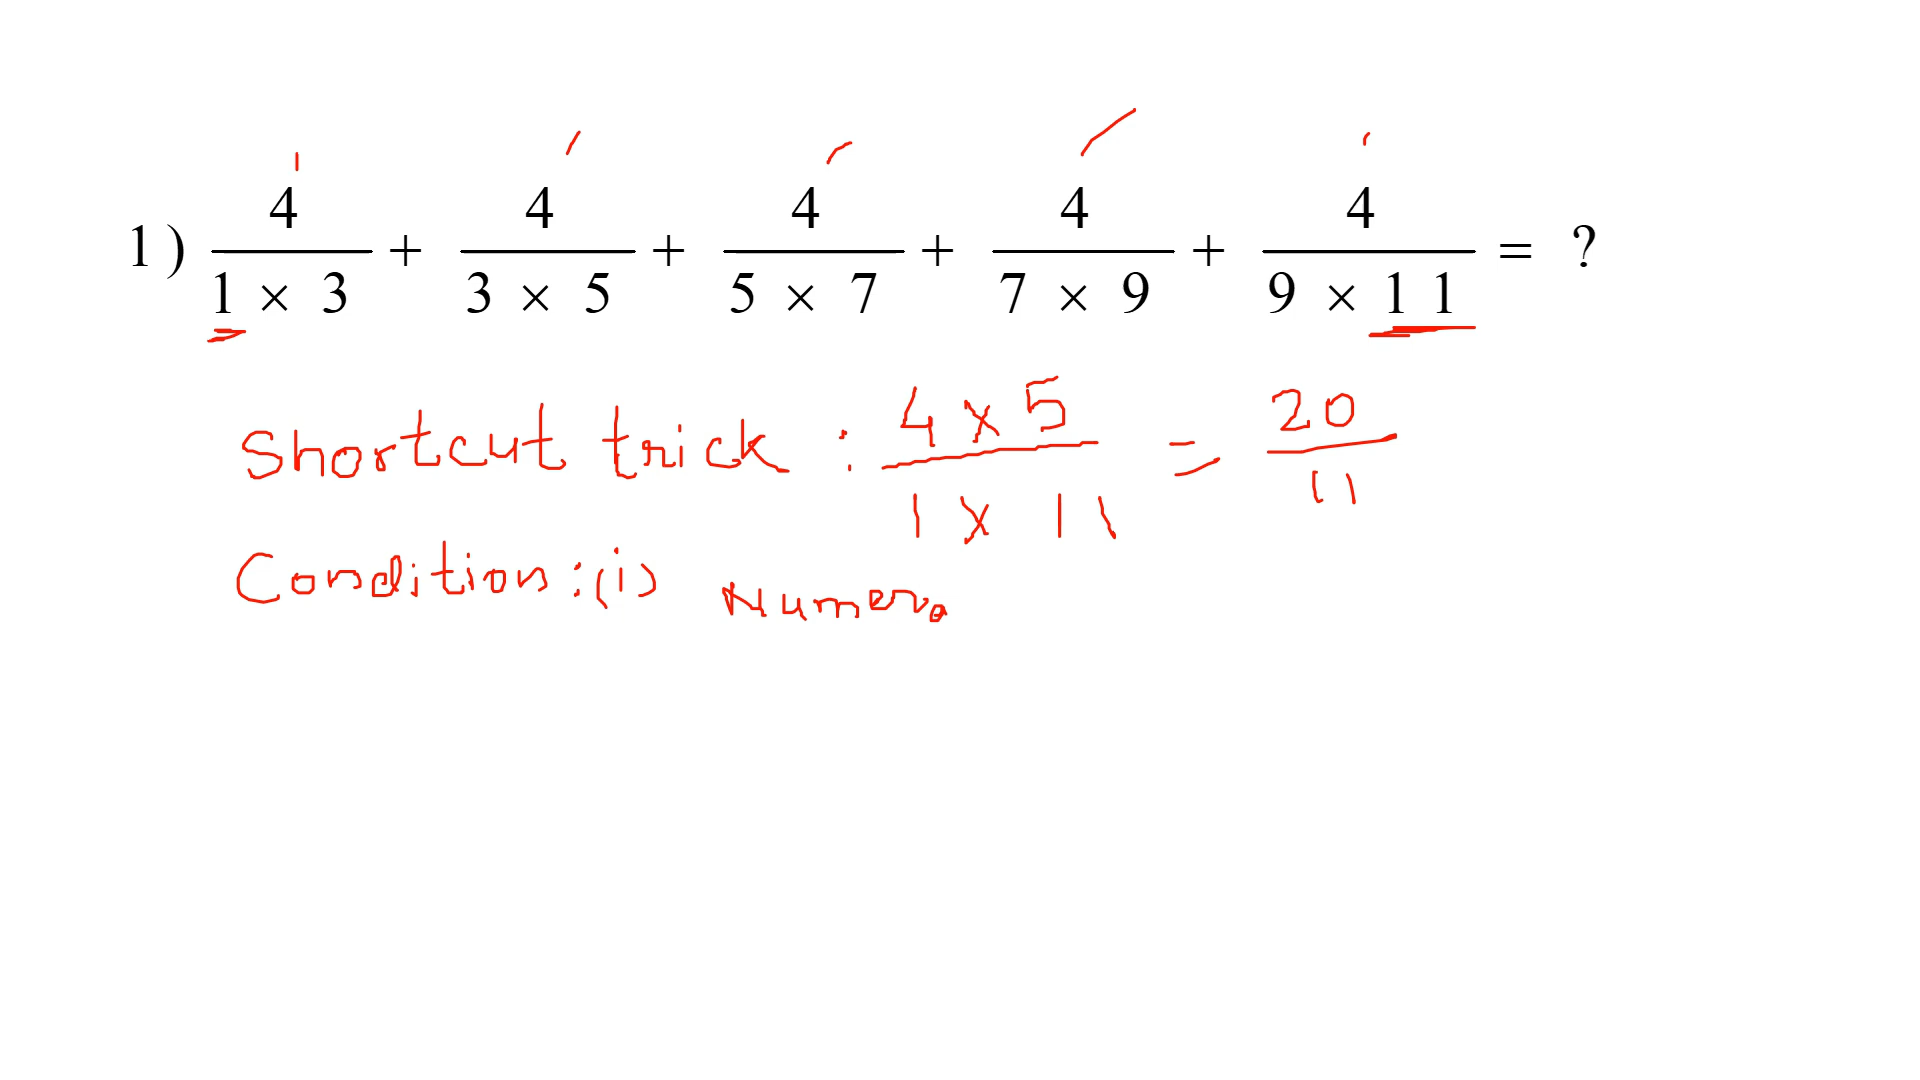 1) 4/(1 × 3) + 4/(3 × 5) + 4/(5 × 7) + 4/(7 × 9) + 4/(9 × 11) = ?
Shortcut trick : (4 × 5)/(1 × 11) = 20/11
Condition : (i) Numera